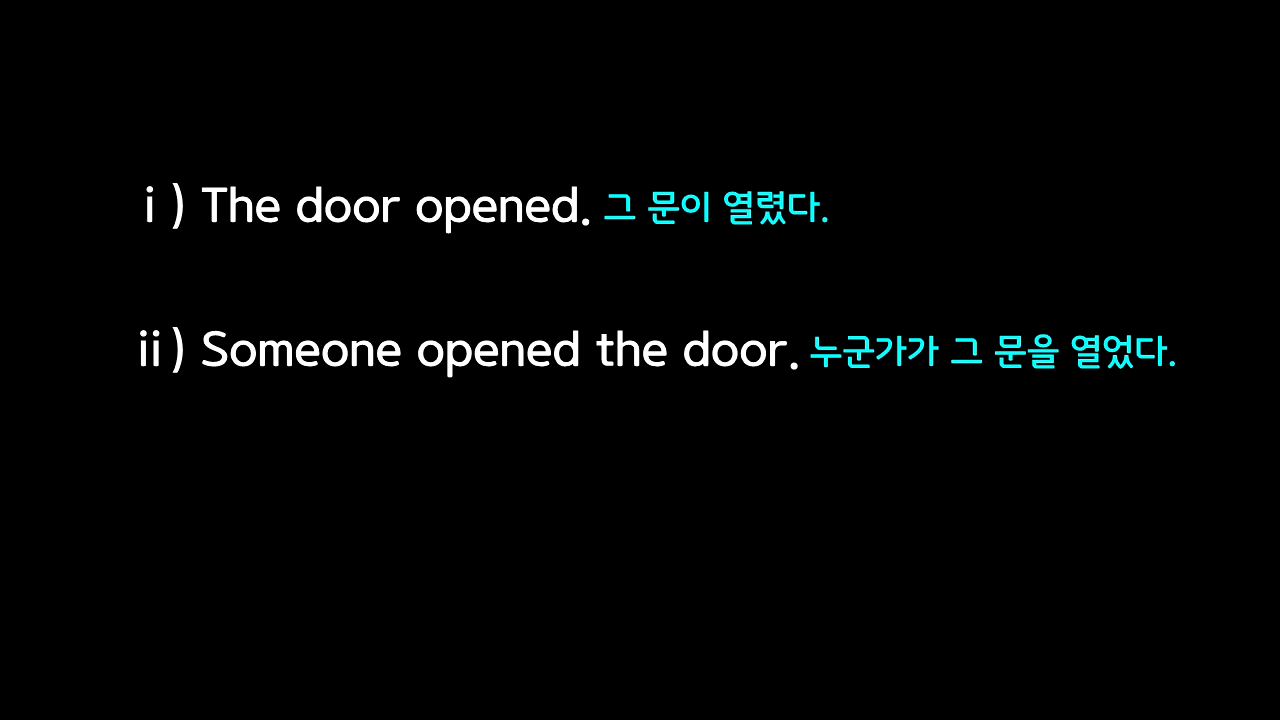 i ) The door opened. 그 문이 열렸다.
ii ) Someone opened the door. 누군가가 그 문을 열었다.